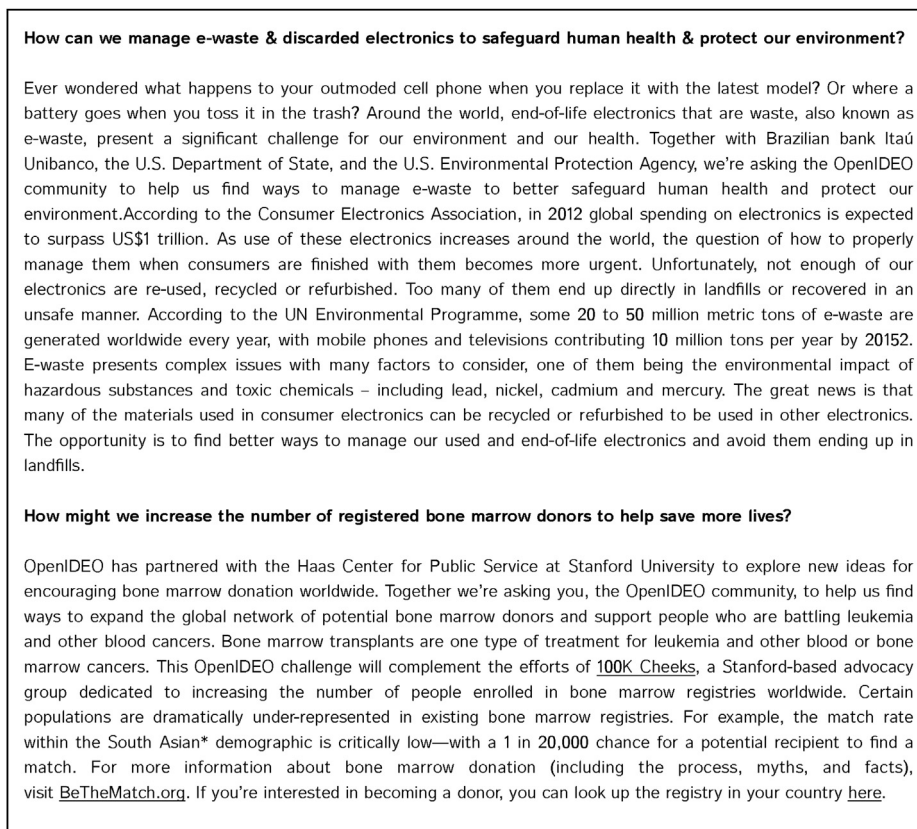 How can we manage e-waste & discarded electronics to safeguard human health & protect our environment?
Ever wondered what happens to your outmoded cell phone when you replace it with the latest model? Or where a
battery goes when you toss it in the trash? Around the world, end-of-life electronics that are waste, also known as
e-waste, present a significant challenge for our environment and our health. Together with Brazilian bank Itaú
Unibanco, the U.S. Department of State, and the U.S. Environmental Protection Agency, we're asking the OpenIDEO
community to help us find ways to manage e-waste to better safeguard human health and protect our
environment.According to the Consumer Electronics Association, in 2012 global spending on electronics is expected
to surpass US$1 trillion. As use of these electronics increases around the world, the question of how to properly
manage them when consumers are finished with them becomes more urgent. Unfortunately, not enough of our
electronics are re-used, recycled or refurbished. Too many of them end up directly in landfills or recovered in an
unsafe manner. According to the UN Environmental Programme, some 20 to 50 million metric tons of e-waste are
generated worldwide every year, with mobile phones and televisions contributing 10 million tons per year by 20152.
E-waste presents complex issues with many factors to consider, one of them being the environmental impact of
hazardous substances and toxic chemicals – including lead, nickel, cadmium and mercury. The great news is that
many of the materials used in consumer electronics can be recycled or refurbished to be used in other electronics.
The opportunity is to find better ways to manage our used and end-of-life electronics and avoid them ending up in
landfills.
How might we increase the number of registered bone marrow donors to help save more lives?
OpenIDEO has partnered with the Haas Center for Public Service at Stanford University to explore new ideas for
encouraging bone marrow donation worldwide. Together we're asking you, the OpenIDEO community, to help us find
ways to expand the global network of potential bone marrow donors and support people who are battling leukemia
and other blood cancers. Bone marrow transplants are one type of treatment for leukemia and other blood or bone
marrow cancers. This OpenIDEO challenge will complement the efforts of 100K Cheeks, a Stanford-based advocacy
group dedicated to increasing the number of people enrolled in bone marrow registries worldwide. Certain
populations are dramatically under-represented in existing bone marrow registries. For example, the match rate
within the South Asian* demographic is critically low—with a 1 in 20,000 chance for a potential recipient to find a
match. For more information about bone marrow donation (including the process, myths, and facts),
visit BeTheMatch.org. If you're interested in becoming a donor, you can look up the registry in your country here.